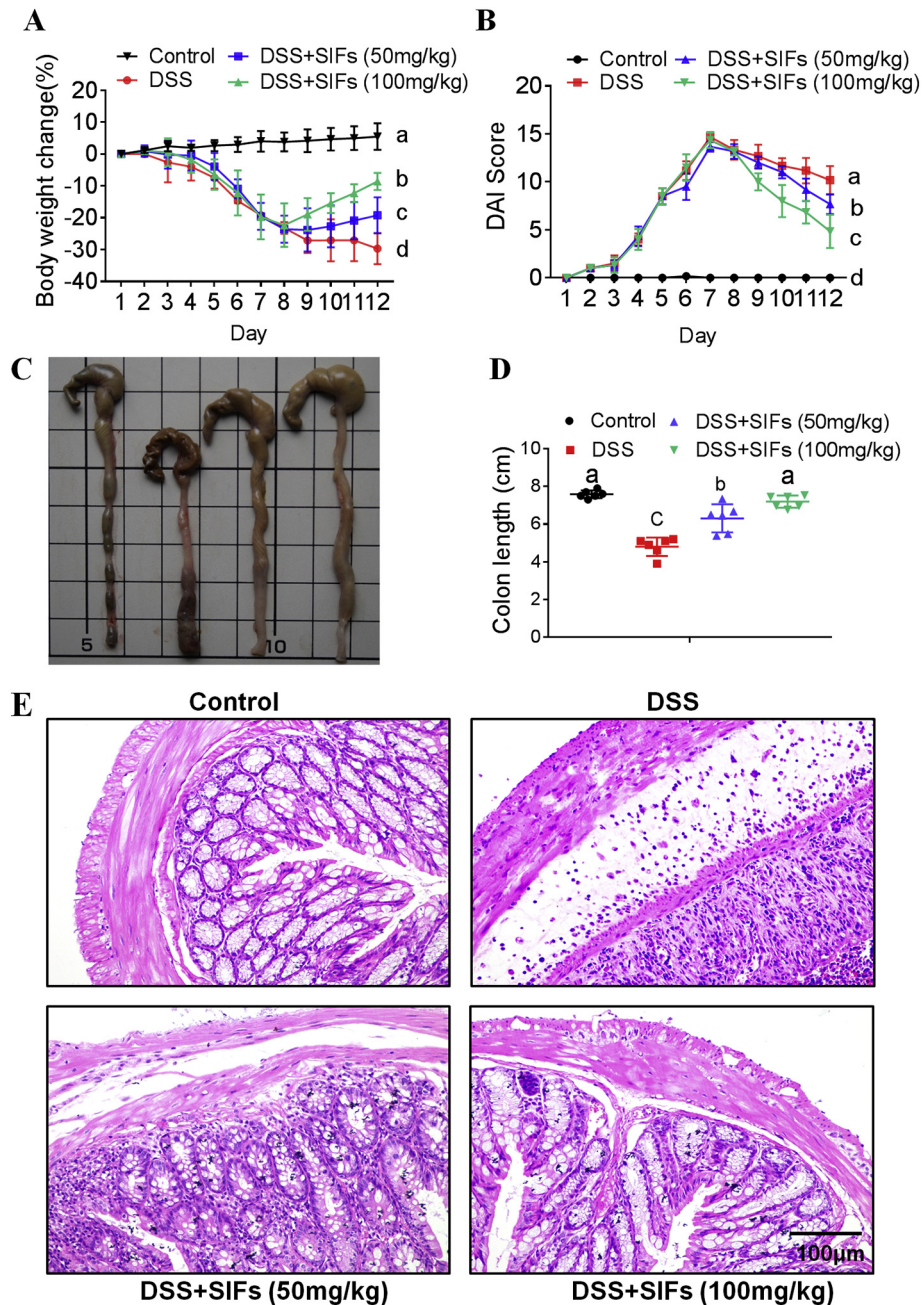 A
Control
DSS+SIFs (50mg/kg)
DSS
DSS+SIFs (100mg/kg)
Body weight change(%)
20
10
0
-10
-20
-30
-40
a
b
c
d
1 2 3 4 5 6 7 8 9 10 11 12
Day
B
Control
DSS+SIFs (50mg/kg)
DSS
DSS+SIFs (100mg/kg)
DAI Score
20
15
10
5
0
a
b
c
d
1 2 3 4 5 6 7 8 9 10 11 12
Day
C
5
10
D
Control
DSS+SIFs (50mg/kg)
DSS
DSS+SIFs (100mg/kg)
Colon length (cm)
10
8
6
4
2
0
a
C
b
a
E
Control
DSS
100μm
DSS+SIFs (50mg/kg)
DSS+SIFs (100mg/kg)